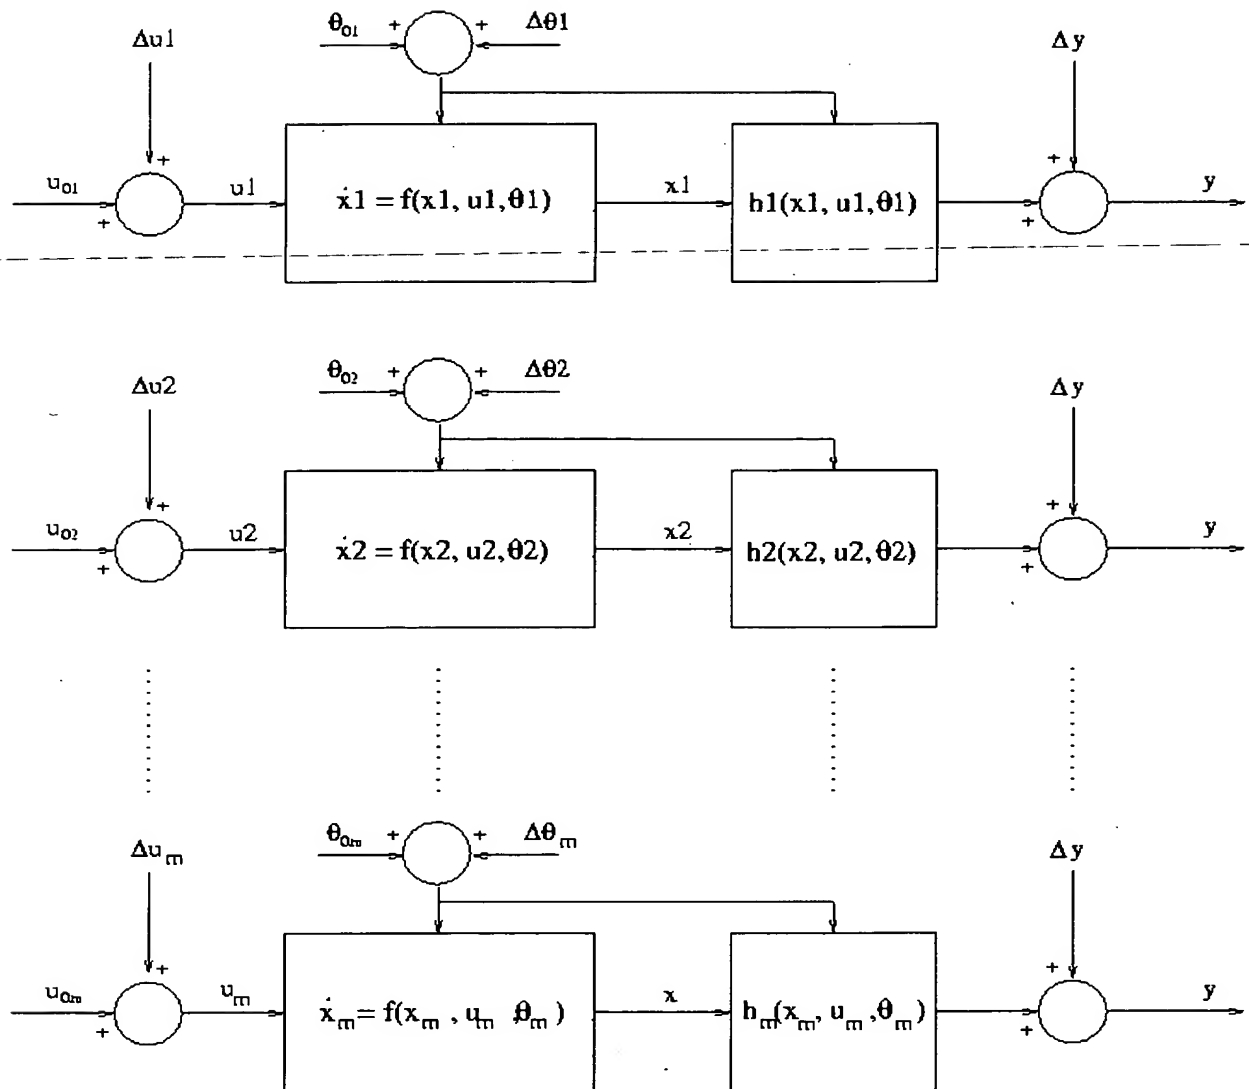 θ01 + + Δθ1
Δu1 Δy
+ +
u01 u1 ẋ1 = f(x1, u1,θ1) x1 h1(x1, u1,θ1) y
+ +
θ02 + + Δθ2
Δu2 Δy
+ +
u02 u2 ẋ2 = f(x2, u2,θ2) x2 h2(x2, u2,θ2) y
+ +
θ0m + + Δθm
Δum Δy
+ +
u0m um ẋm = f(xm , um ,θm) x hm(xm, um ,θm) y
+ +